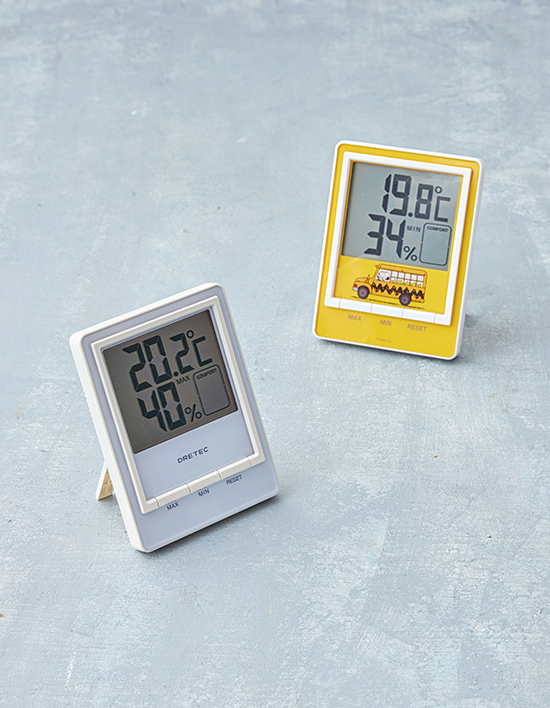 19.8℃
MIN
COMFORT
34%
MAX MIN RESET
20.2℃
MAX
COMFORT
40%
DRETEC
MAX MIN RESET